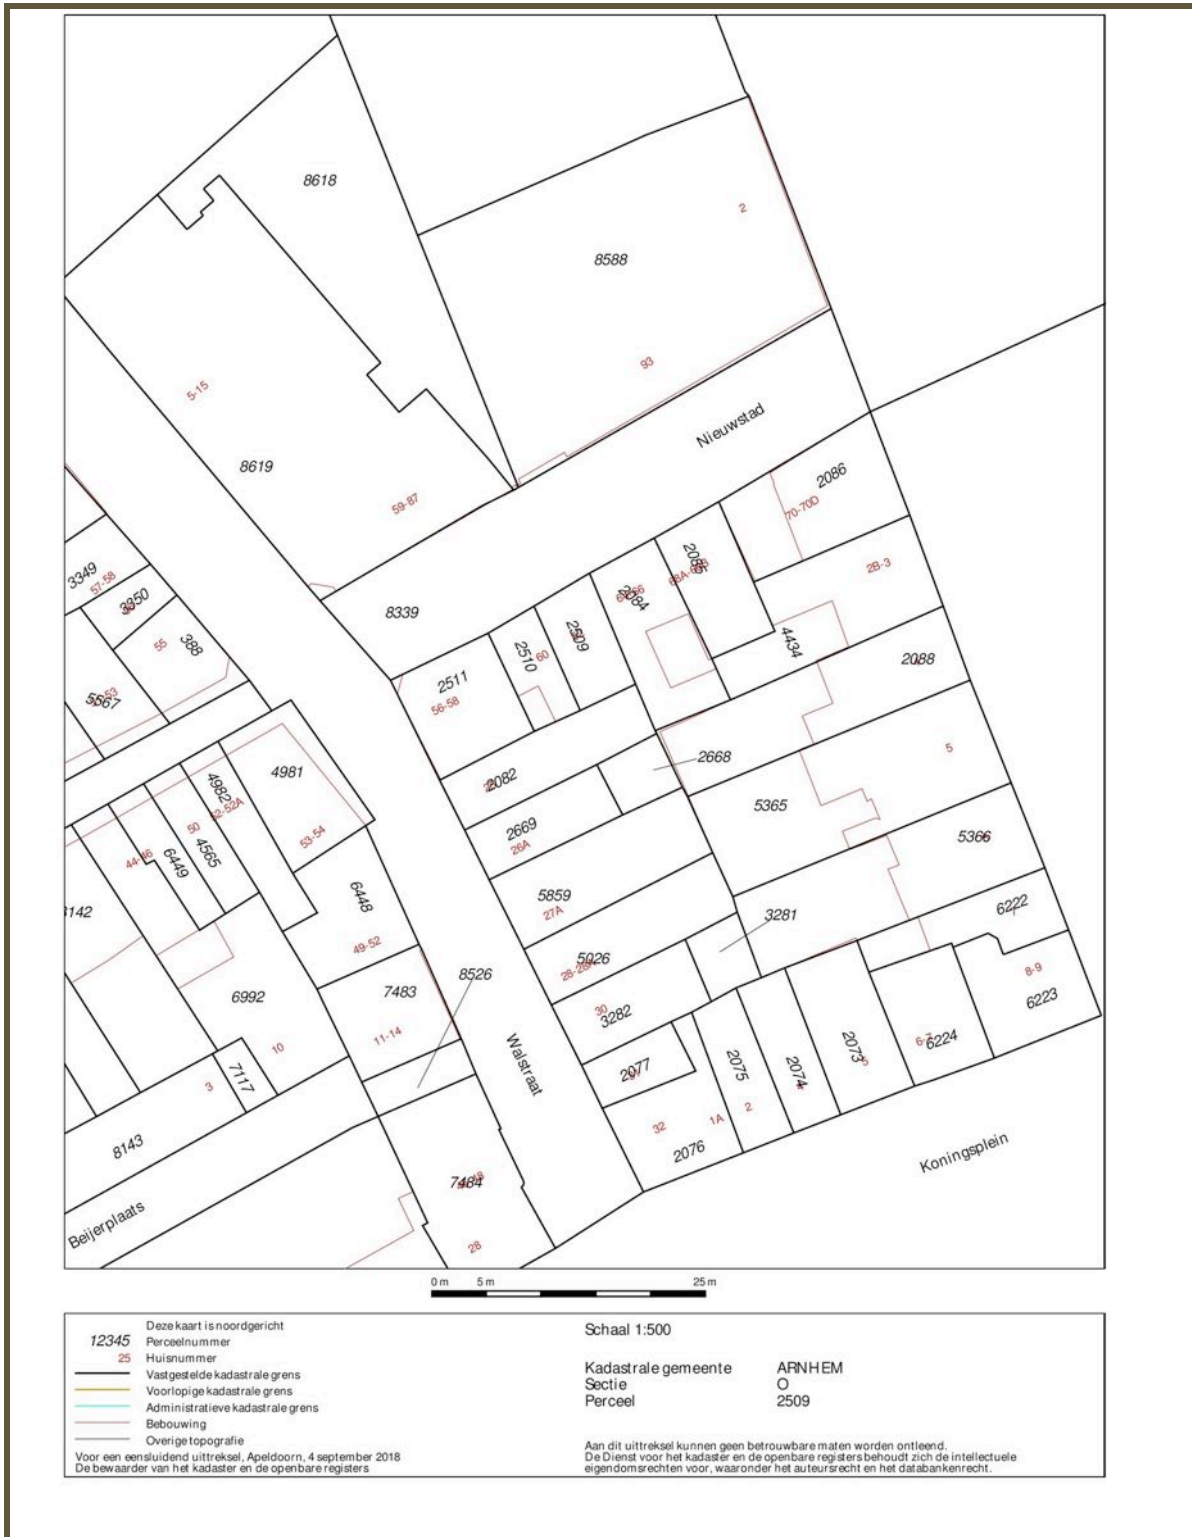 8618
2
8588
93
5-15
8619
59-87
Nieuwstad
2086
70-70D
2085
2B-3
2084
8339
3349
57-58
3350
55
388
5567
2509
2510
60
2511
56-58
4434
2088
2668
5
2082
4981
4982
52-52A
53-54
50
4565
6449
44-46
2669
26A
5365
5366
5859
27A
3281
6222
6448
49-52
5026
8526
8-9
6223
7483
11-14
30
3282
6992
10
7117
3
Walstraat
2077
2075
2074
2073
6-7
6224
32
1A
2
2076
8143
Koningsplein
7484
28
Beijerplaats
0 m 5 m 25 m
Deze kaart is noordgericht
12345 Perceelnummer
25 Huisnummer
Vastgestelde kadastrale grens
Voorlopige kadastrale grens
Administratieve kadastrale grens
Bebouwing
Overige topografie
Voor een eensluidend uittreksel, Apeldoorn, 4 september 2018
De bewaarder van het kadaster en de openbare registers
Schaal 1:500
Kadastrale gemeente ARNHEM
Sectie O
Perceel 2509
Aan dit uittreksel kunnen geen betrouwbare maten worden ontleend.
De Dienst voor het kadaster en de openbare registers behoudt zich de intellectuele
eigendomsrechten voor, waaronder het auteursrecht en het databankenrecht.